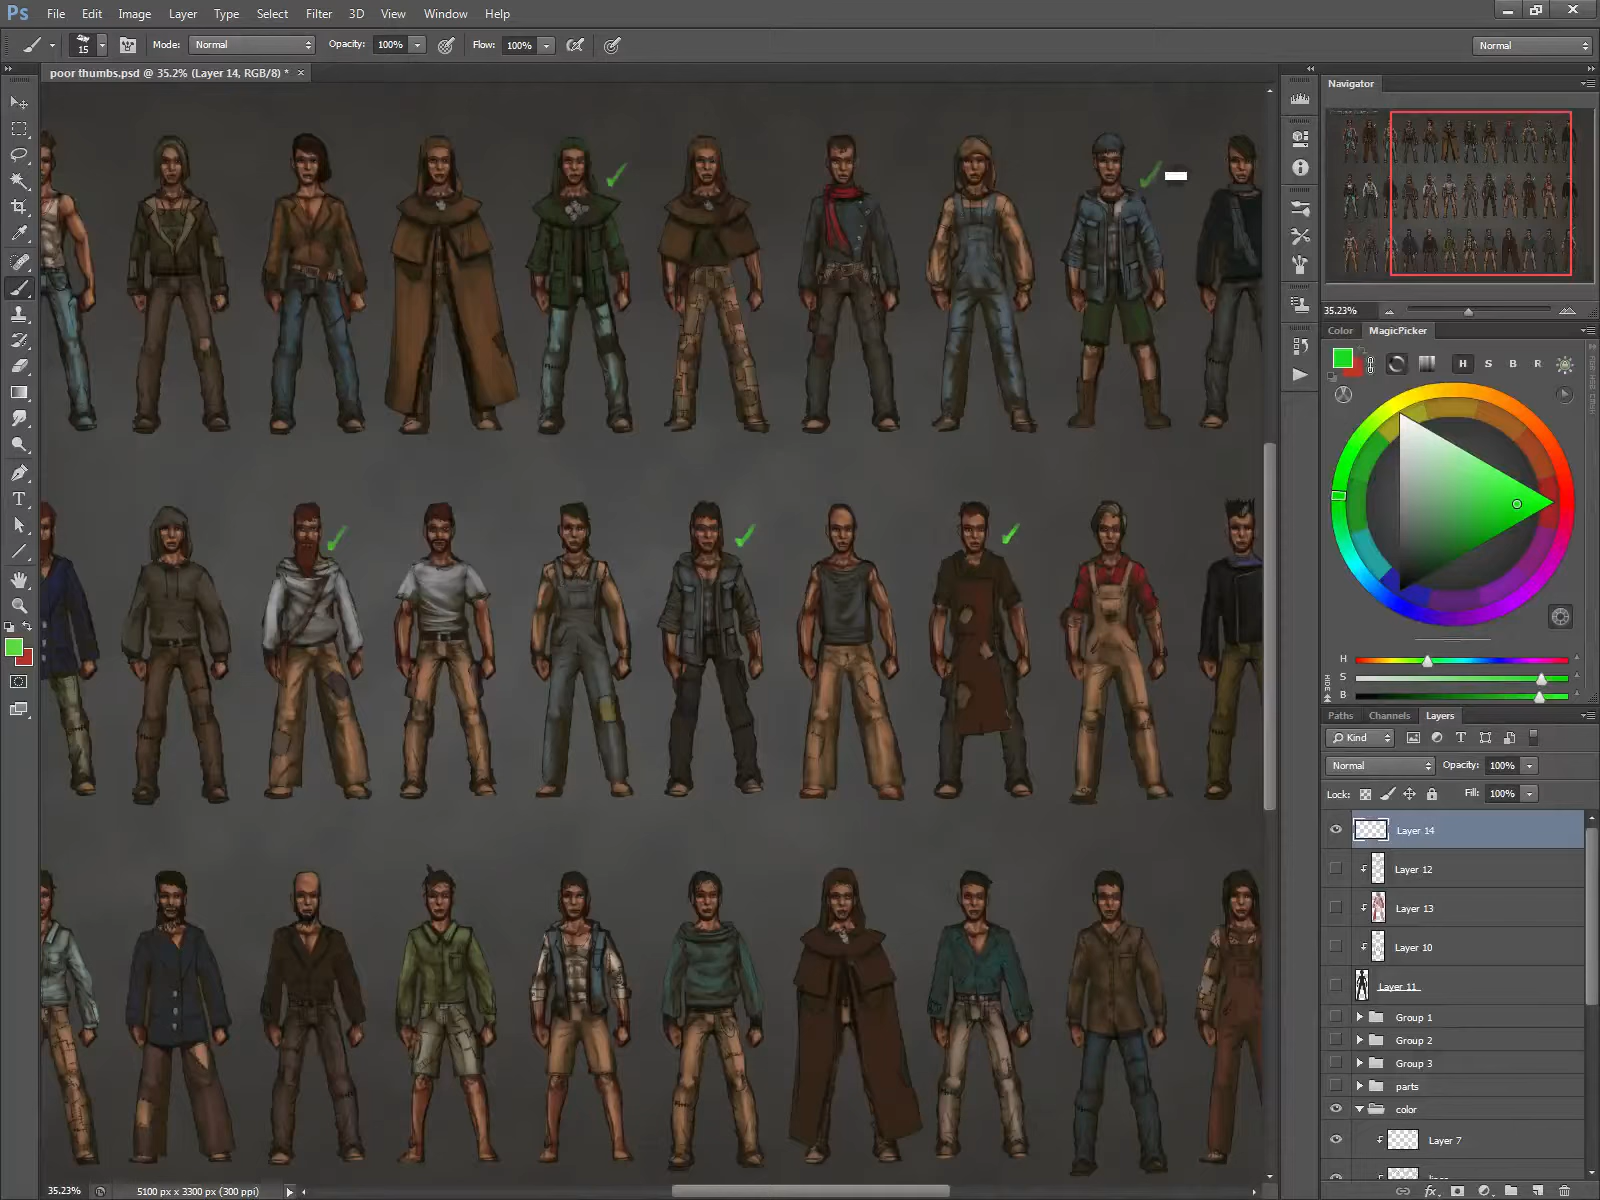 Ps File Edit Image Layer Type Select Filter 3D View Window Help
15 Mode: Normal Opacity: 100% Flow: 100% Normal
poor thumbs.psd @ 35.2% (Layer 14, RGB/8) * ×
Navigator
35.23%
Color MagicPicker
H S B R
H
S
B
HIDE
Paths Channels Layers
Kind
Normal Opacity: 100%
Lock: Fill: 100%
Layer 14
Layer 12
Layer 13
Layer 10
Layer 11
Group 1
Group 2
Group 3
parts
color
Layer 7
35.23% 5100 px x 3300 px (300 ppi)
fx